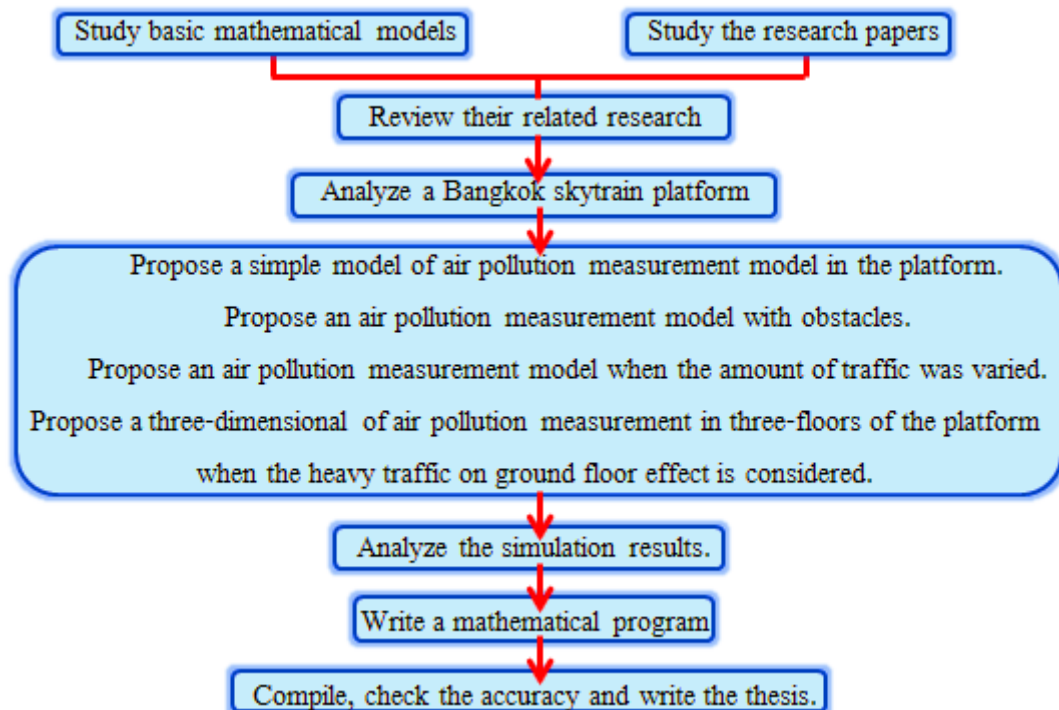 Study basic mathematical models
Study the research papers
Review their related research
Analyze a Bangkok skytrain platform
Propose a simple model of air pollution measurement model in the platform.
Propose an air pollution measurement model with obstacles.
Propose an air pollution measurement model when the amount of traffic was varied.
Propose a three-dimensional of air pollution measurement in three-floors of the platform
when the heavy traffic on ground floor effect is considered.
Analyze the simulation results.
Write a mathematical program
Compile, check the accuracy and write the thesis.